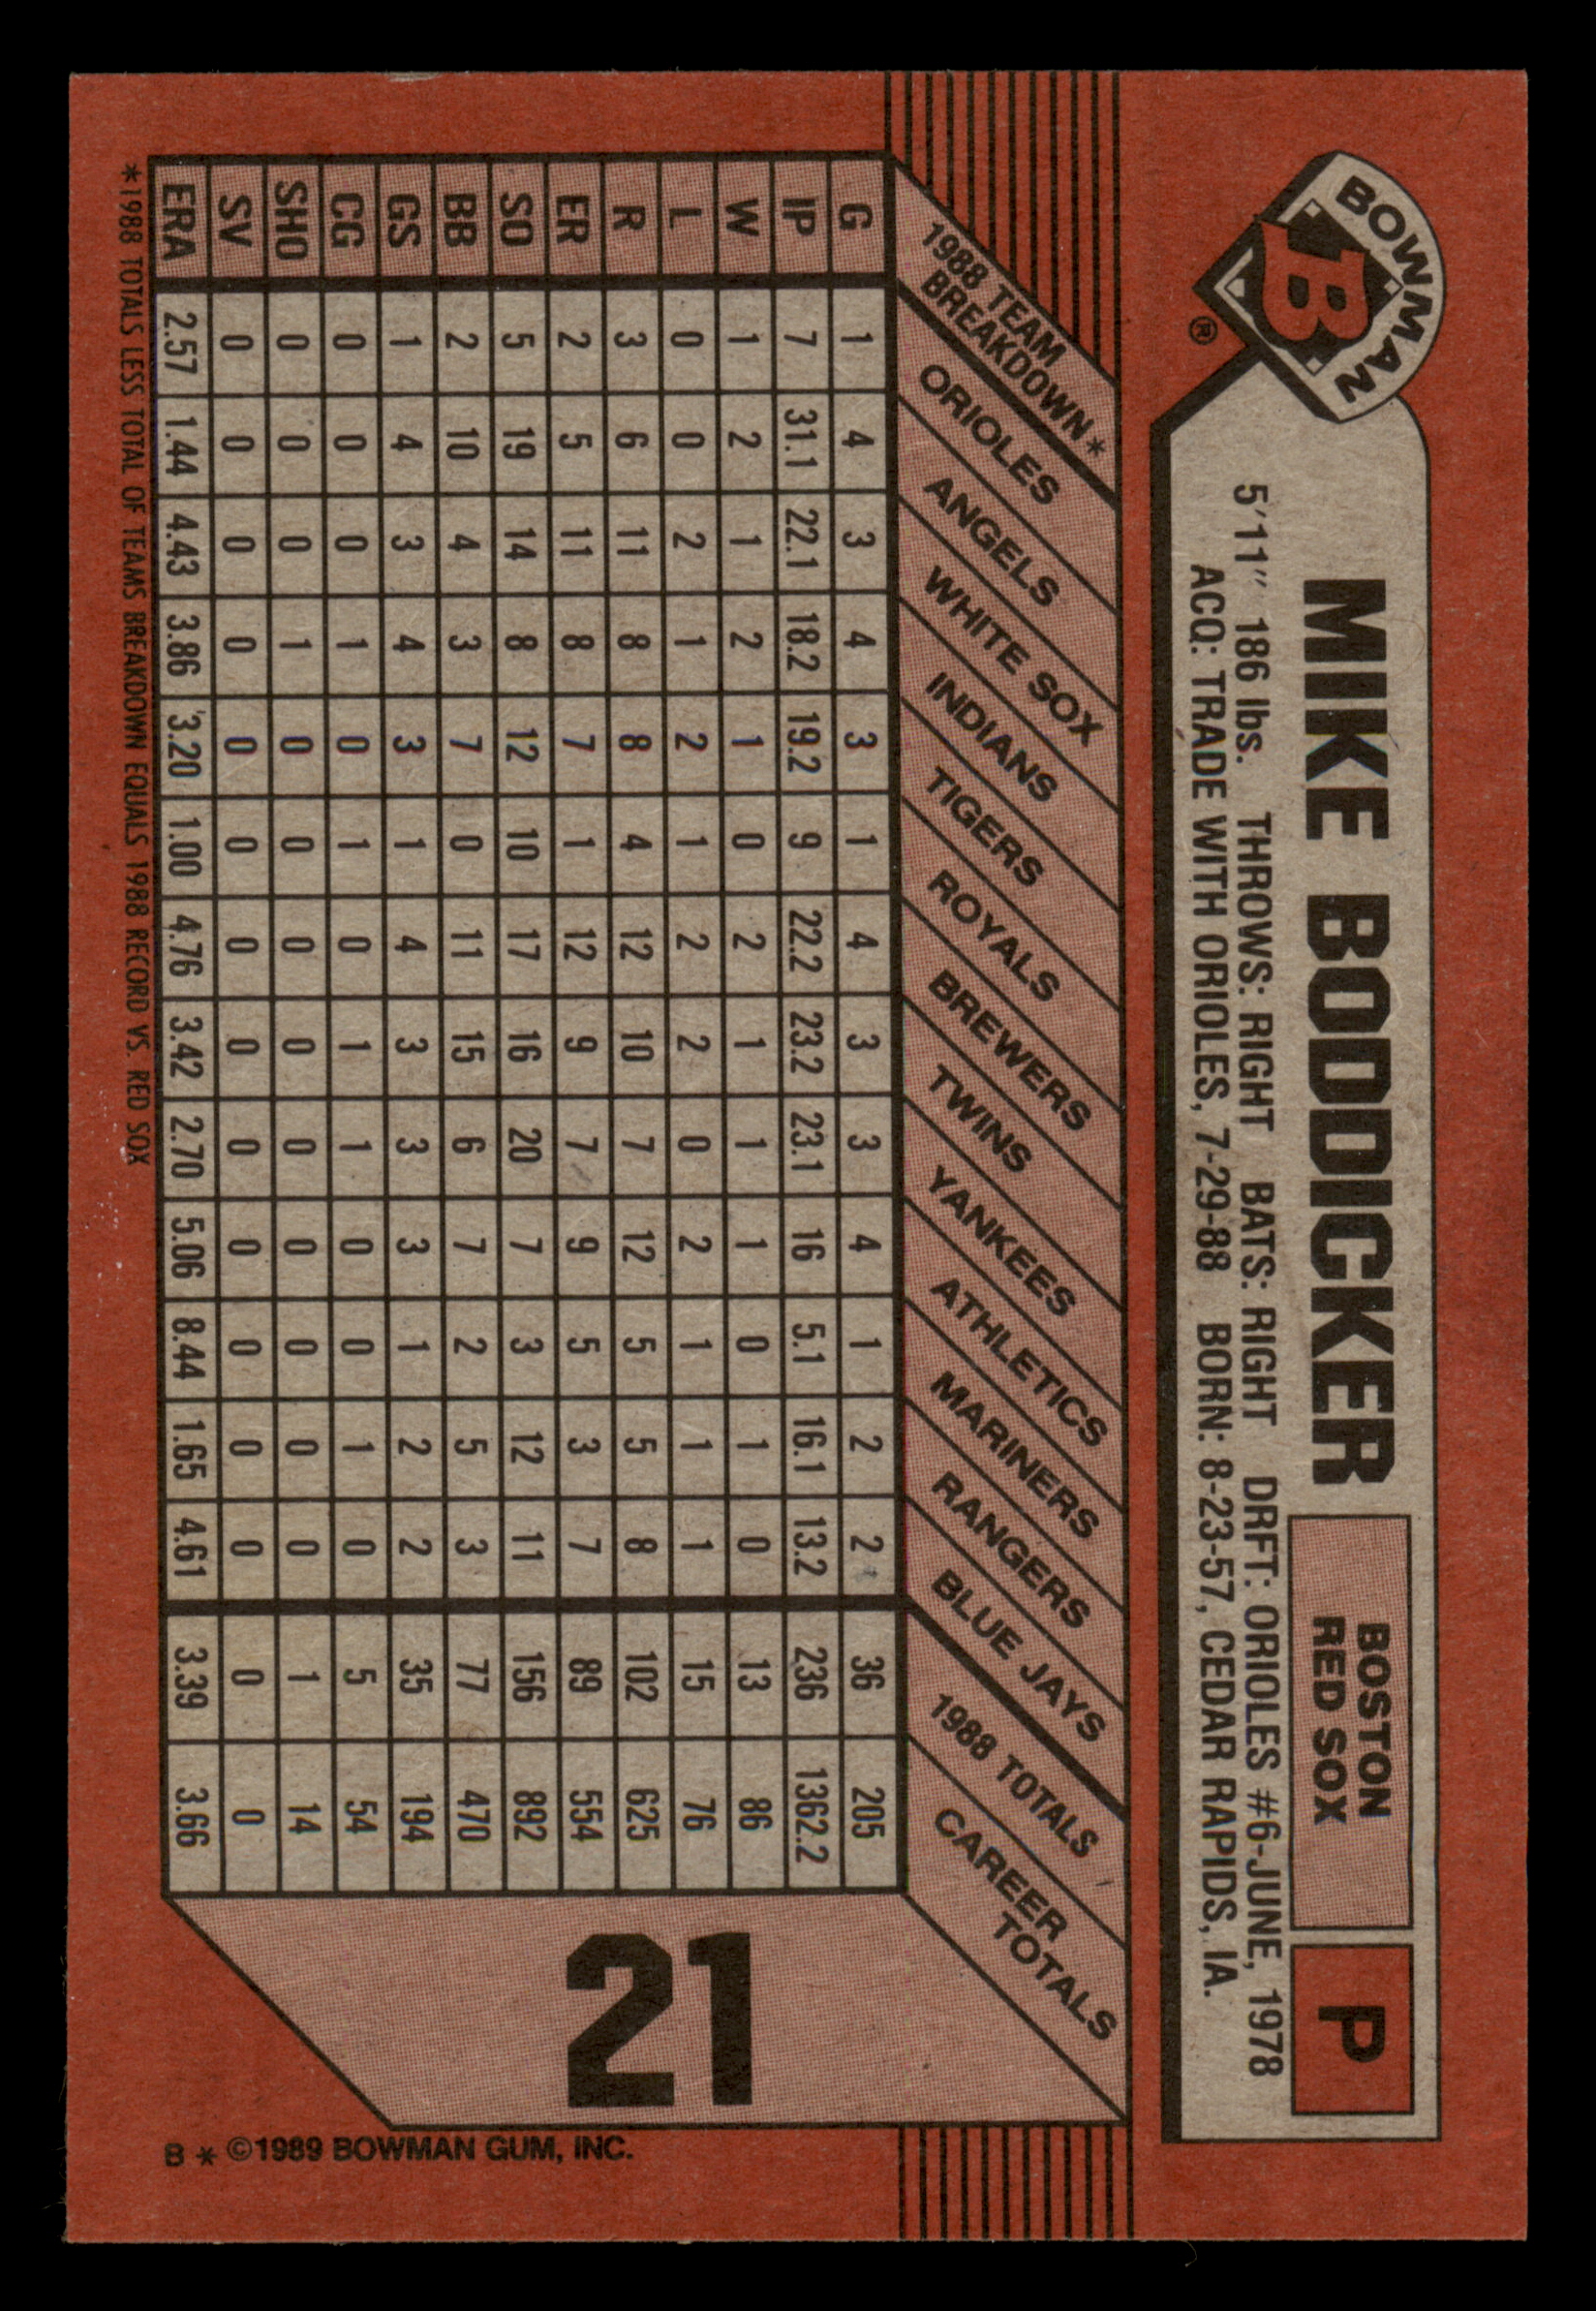 BOWMAN
B
®
MIKE BODDICKER
BOSTON
RED SOX
P
5'11" 186 lbs. THROWS: RIGHT BATS: RIGHT DRFT: ORIOLES #6-JUNE, 1978
ACQ: TRADE WITH ORIOLES, 7-29-88 BORN: 8-23-57, CEDAR RAPIDS, IA.
1988 TEAM
BREAKDOWN*
ORIOLES ANGELS WHITE SOX INDIANS TIGERS ROYALS BREWERS TWINS YANKEES ATHLETICS MARINERS RANGERS BLUE JAYS 1988 TOTALS CAREER TOTALS
G 1 4 3 4 3 1 4 3 3 4 1 2 2 36 205
IP 7 31.1 22.1 18.2 19.2 9 22.2 23.2 23.1 16 5.1 16.1 13.2 236 1362.2
W 1 2 1 2 1 0 2 1 1 1 0 1 0 13 86
L 0 0 2 1 2 1 2 2 0 2 1 1 1 15 76
R 3 6 11 8 8 4 12 10 7 12 5 5 8 102 625
ER 2 5 11 8 7 1 12 9 7 9 5 3 7 89 554
SO 5 19 14 8 12 10 17 16 20 7 3 12 11 156 892
BB 2 10 4 3 7 0 11 15 6 7 2 5 3 77 470
GS 1 4 3 4 3 1 4 3 3 3 1 2 2 35 194
CG 0 0 0 1 0 1 0 1 1 0 0 1 0 5 54
SHO 0 0 0 1 0 0 0 0 0 0 0 0 0 1 14
SV 0 0 0 0 0 0 0 0 0 0 0 0 0 0 0
ERA 2.57 1.44 4.43 3.86 3.20 1.00 4.76 3.42 2.70 5.06 8.44 1.65 4.61 3.39 3.66
*1988 TOTALS LESS TOTAL OF TEAMS BREAKDOWN EQUALS 1988 RECORD VS. RED SOX
21
B * ©1989 BOWMAN GUM, INC.